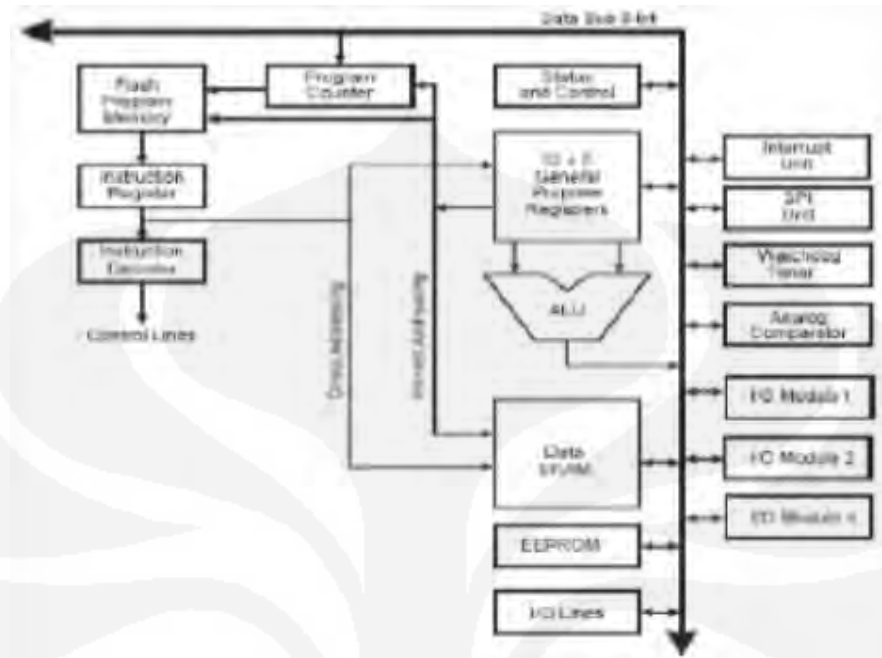 Data Bus 8-bit
Flash
Program
Memory
Program
Counter
Status
and Control
Instruction
Register
32 x 8
General
Purpose
Registers
Interrupt
Unit
SPI
Unit
Instruction
Decoder
Watchdog
Timer
Control Lines
Direct Addressing
Indirect Addressing
ALU
Analog
Comparator
I/O Module 1
Data
SRAM
I/O Module 2
I/O Module n
EEPROM
I/O Lines